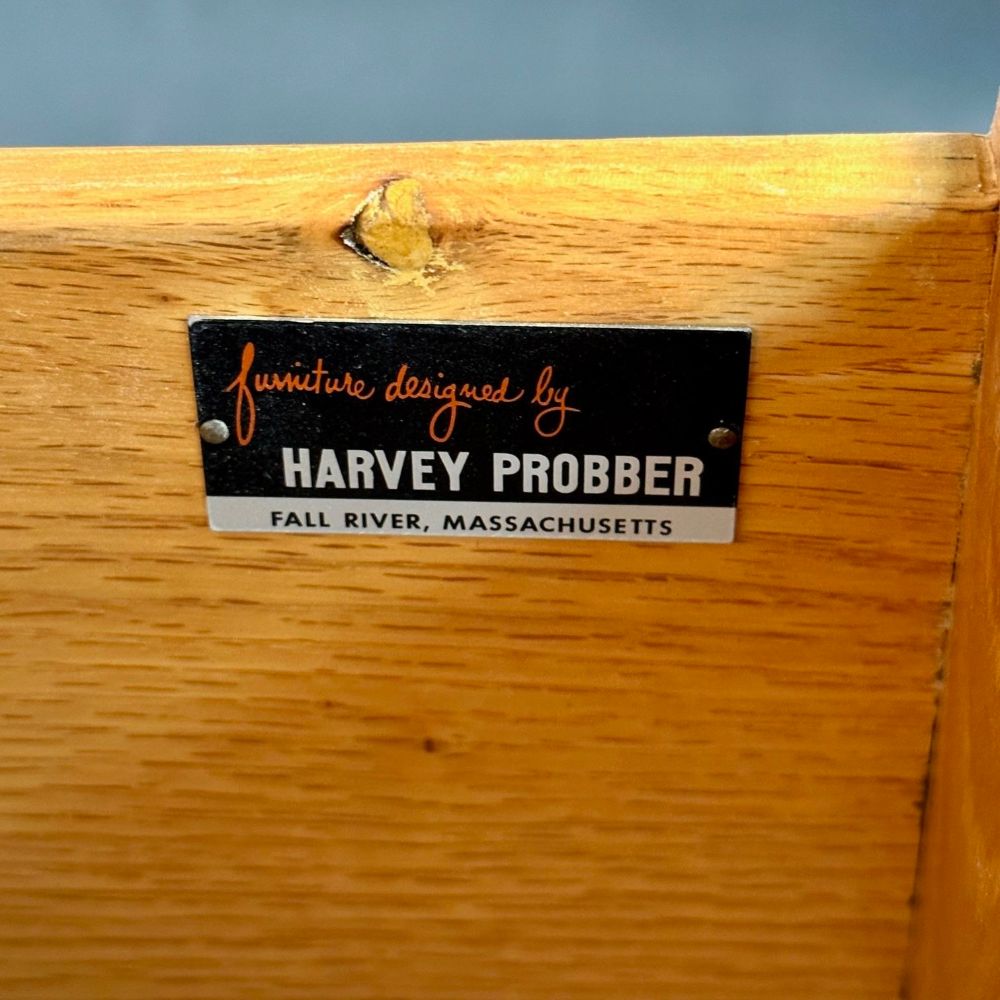 furniture designed by
HARVEY PROBBER
FALL RIVER, MASSACHUSETTS